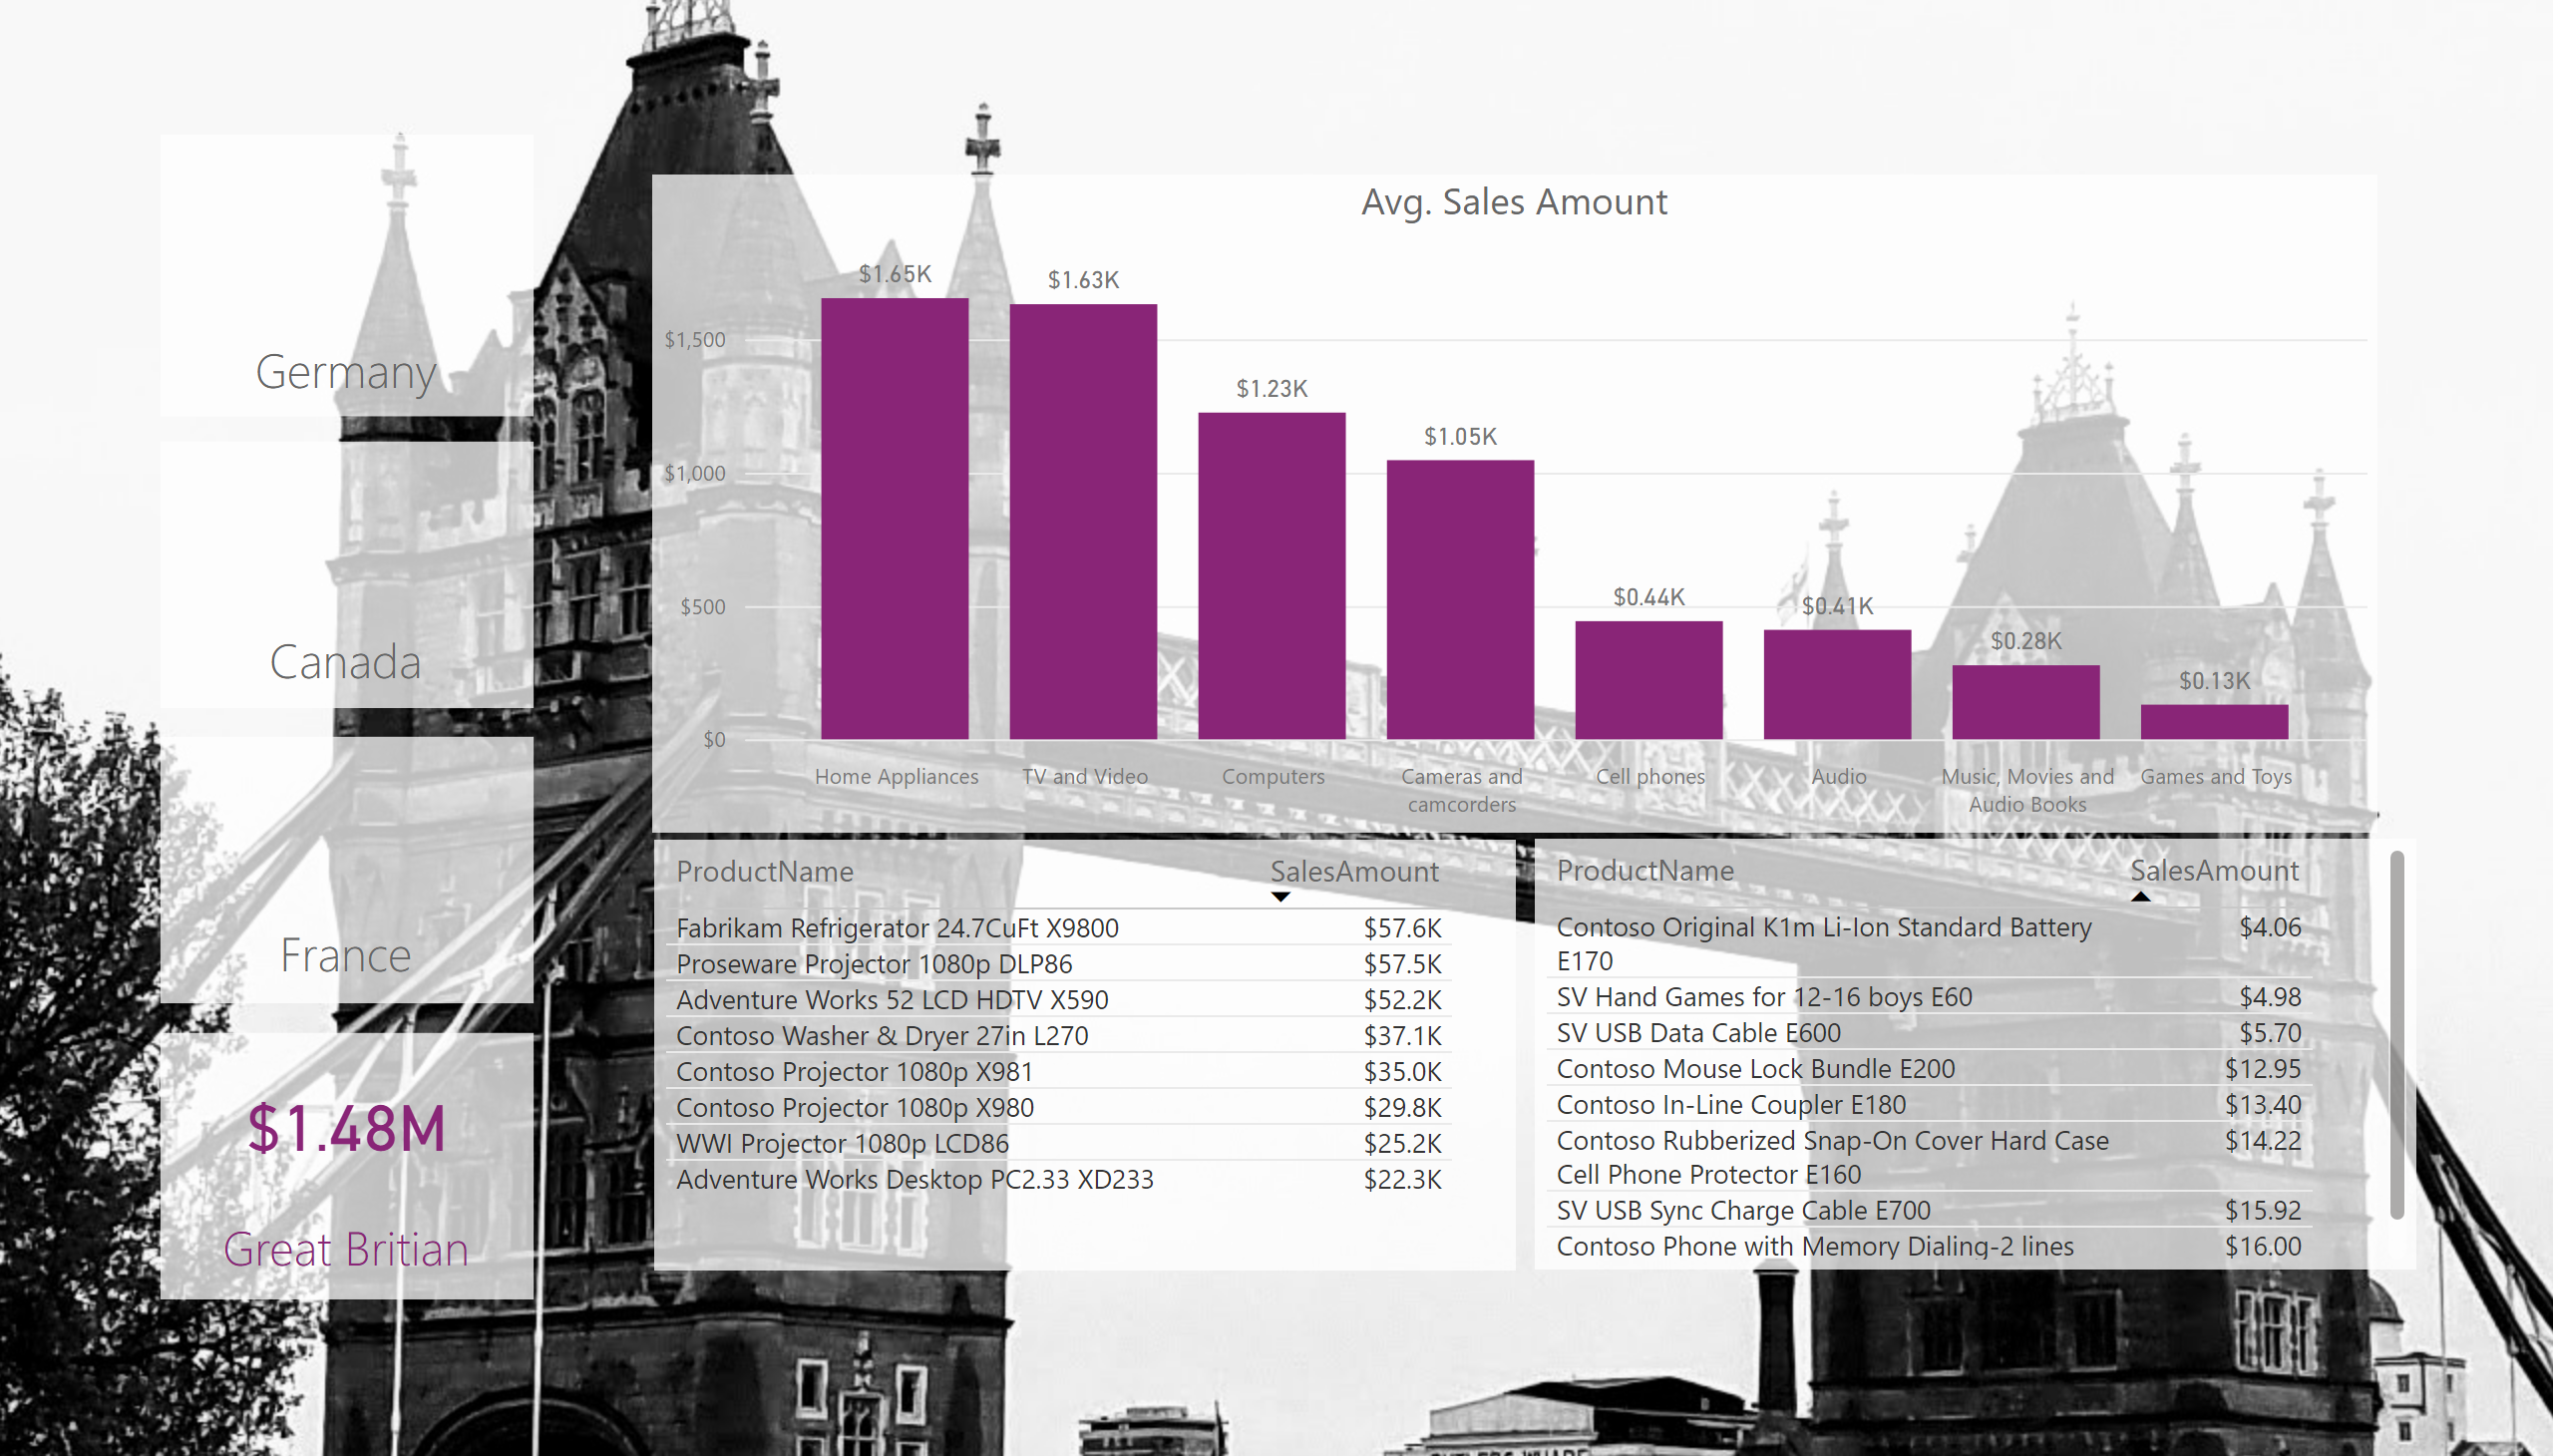 Germany
Canada
France
$1.48M
Great Britian
Avg. Sales Amount
$1,500
$1,000
$500
$0
$1.65K
$1.63K
$1.23K
$1.05K
$0.44K
$0.41K
$0.28K
$0.13K
Home Appliances
TV and Video
Computers
Cameras and
camcorders
Cell phones
Audio
Music, Movies and
Audio Books
Games and Toys
ProductName SalesAmount
Fabrikam Refrigerator 24.7CuFt X9800 $57.6K
Proseware Projector 1080p DLP86 $57.5K
Adventure Works 52 LCD HDTV X590 $52.2K
Contoso Washer & Dryer 27in L270 $37.1K
Contoso Projector 1080p X981 $35.0K
Contoso Projector 1080p X980 $29.8K
WWI Projector 1080p LCD86 $25.2K
Adventure Works Desktop PC2.33 XD233 $22.3K
ProductName SalesAmount
Contoso Original K1m Li-Ion Standard Battery $4.06
E170
SV Hand Games for 12-16 boys E60 $4.98
SV USB Data Cable E600 $5.70
Contoso Mouse Lock Bundle E200 $12.95
Contoso In-Line Coupler E180 $13.40
Contoso Rubberized Snap-On Cover Hard Case $14.22
Cell Phone Protector E160
SV USB Sync Charge Cable E700 $15.92
Contoso Phone with Memory Dialing-2 lines $16.00